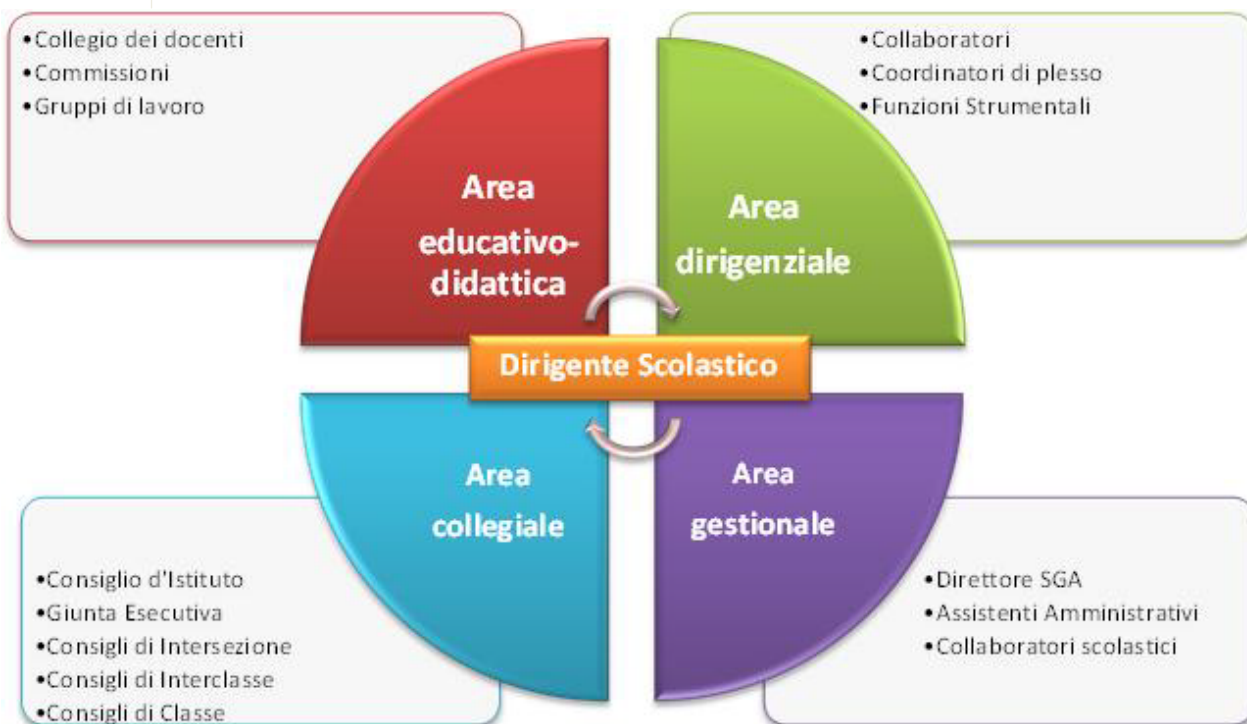 •Collegio dei docenti
•Commissioni
•Gruppi di lavoro
•Collaboratori
•Coordinatori di plesso
•Funzioni Strumentali
Area
educativo-
didattica
Area
dirigenziale
Dirigente Scolastico
Area
collegiale
Area
gestionale
•Consiglio d'Istituto
•Giunta Esecutiva
•Consigli di Intersezione
•Consigli di Interclasse
•Consigli di Classe
•Direttore SGA
•Assistenti Amministrativi
•Collaboratori scolastici